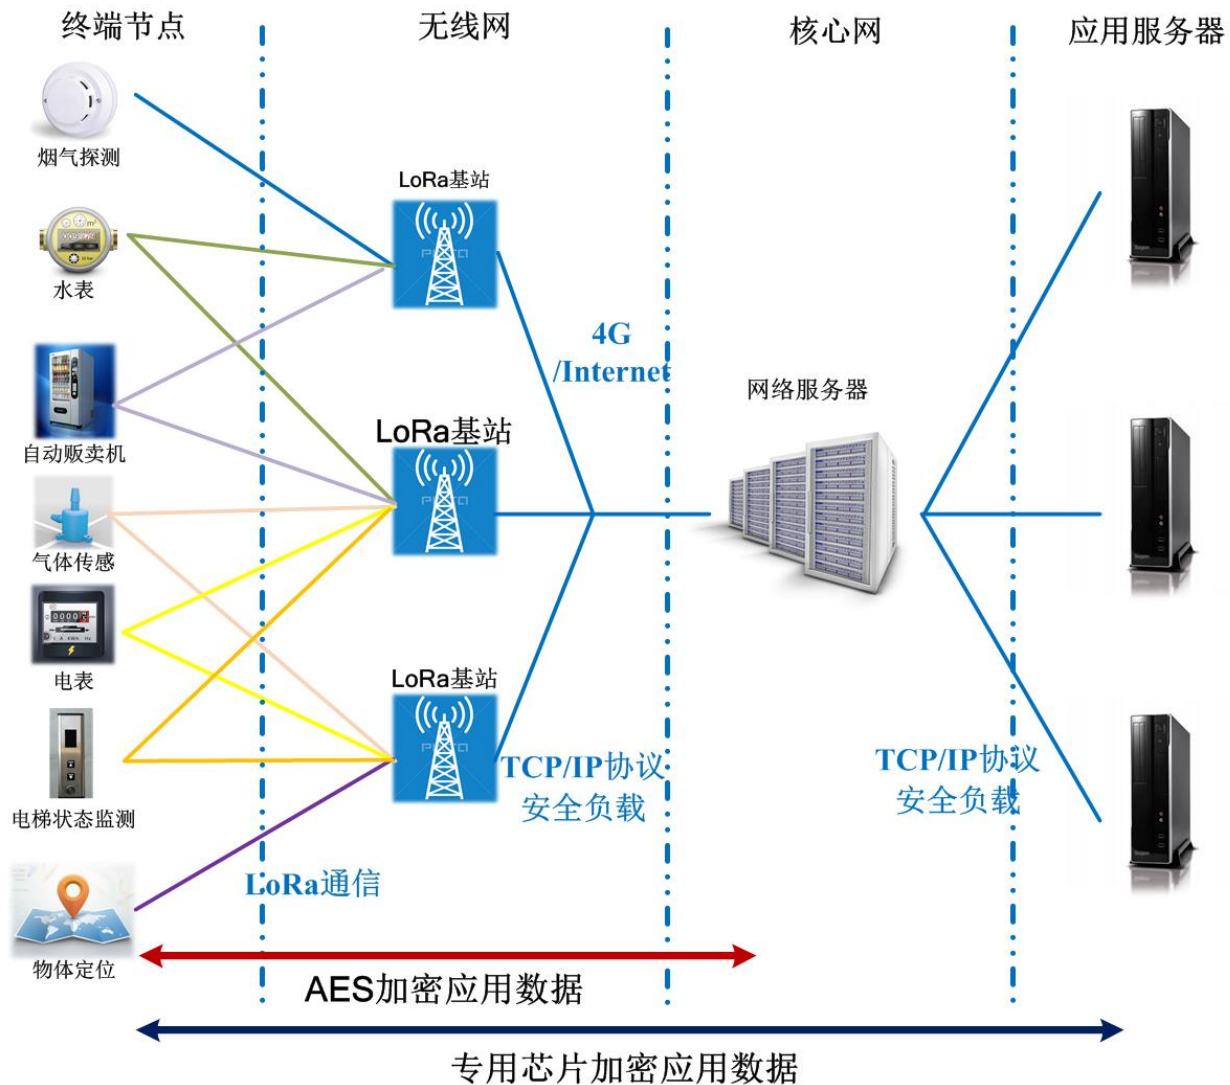 终端节点
无线网
核心网
应用服务器
烟气探测
LoRa基站
水表
4G
/Internet
网络服务器
自动贩卖机
LoRa基站
气体传感
电表
LoRa基站
TCP/IP协议
安全负载
TCP/IP协议
安全负载
电梯状态监测
LoRa通信
物体定位
AES加密应用数据
专用芯片加密应用数据